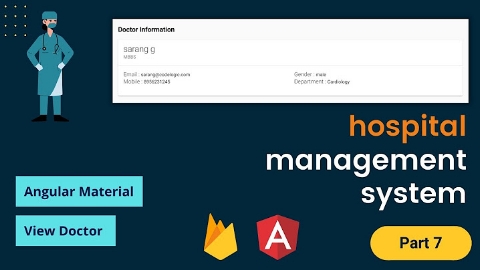 Doctor Information
sarang g
MBBS
Email : sarang@codelogic.com
Gender : male
Mobile : 8956231245
Department : Cardiology
hospital
management
system
Angular Material
View Doctor
A
Part 7